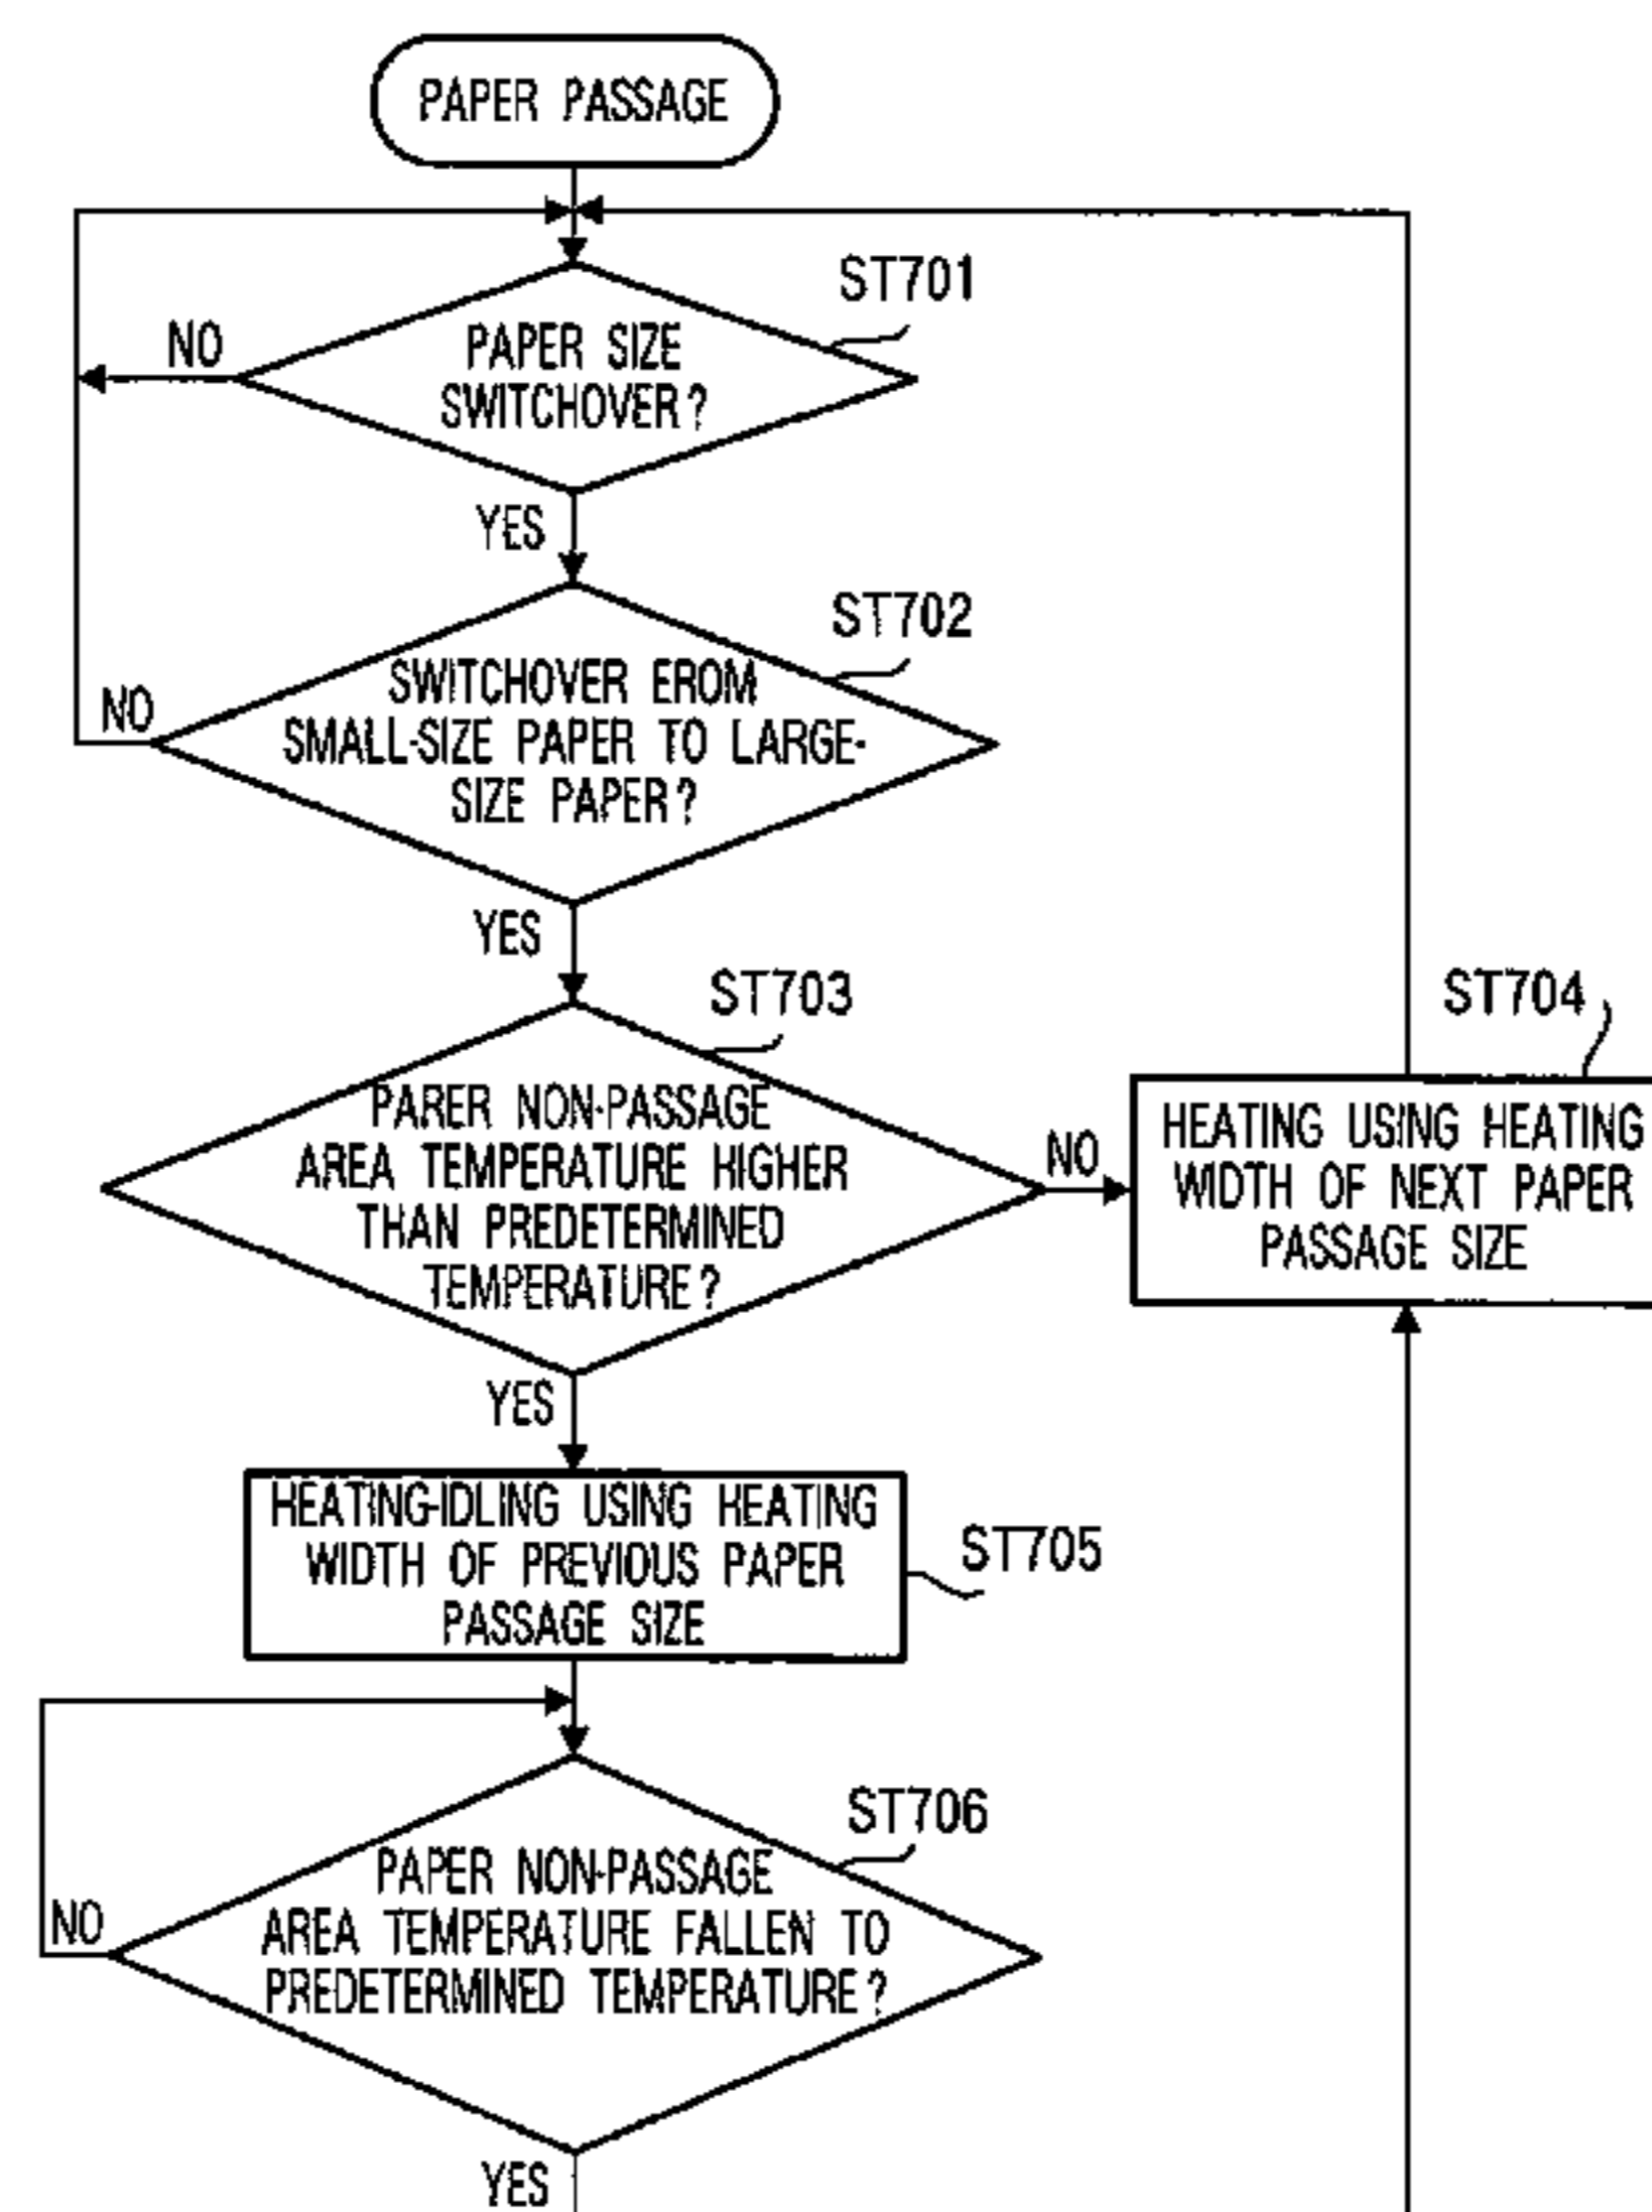 PAPER PASSAGE
ST701
NO
PAPER SIZE
SWITCHOVER?
YES
ST702
SWITCHOVER EROM
SMALL-SIZE PAPER TO LARGE-
SIZE PAPER?
NO
YES
ST703
ST704
PARER NON-PASSAGE
AREA TEMPERATURE HIGHER
THAN PREDETERMINED
TEMPERATURE?
NO
HEATING USING HEATING
WIDTH OF NEXT PAPER
PASSAGE SIZE
YES
HEATING-IDLING USING HEATING
WIDTH OF PREVIOUS PAPER
PASSAGE SIZE
ST705
ST706
PAPER NON-PASSAGE
AREA TEMPERATURE FALLEN TO
PREDETERMINED TEMPERATURE?
NO
YES